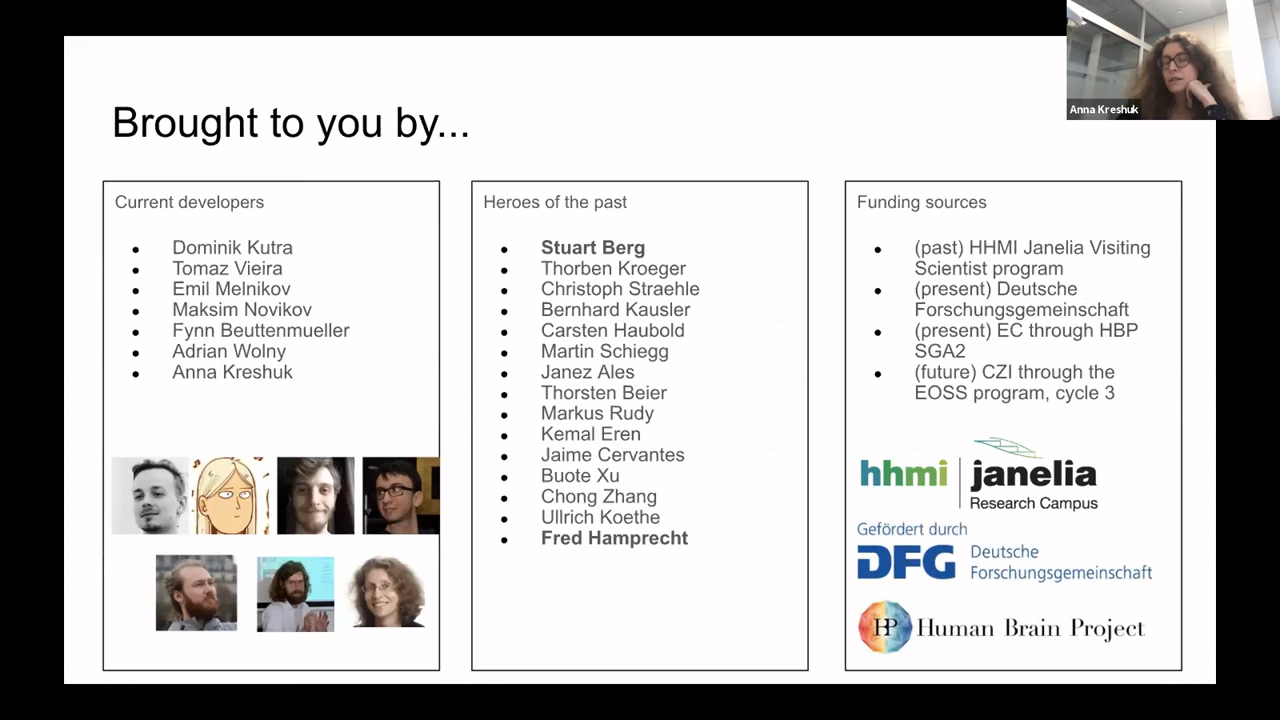 Anna Kreshuk
Brought to you by...
Current developers
Dominik Kutra
Tomaz Vieira
Emil Melnikov
Maksim Novikov
Fynn Beuttenmueller
Adrian Wolny
Anna Kreshuk
Heroes of the past
Stuart Berg
Thorben Kroeger
Christoph Straehle
Bernhard Kausler
Carsten Haubold
Martin Schiegg
Janez Ales
Thorsten Beier
Markus Rudy
Kemal Eren
Jaime Cervantes
Buote Xu
Chong Zhang
Ullrich Koethe
Fred Hamprecht
Funding sources
(past) HHMI Janelia Visiting
Scientist program
(present) Deutsche
Forschungsgemeinschaft
(present) EC through HBP
SGA2
(future) CZI through the
EOSS program, cycle 3
hhmi | janelia
Research Campus
Gefördert durch
DFG Deutsche
Forschungsgemeinschaft
HP Human Brain Project